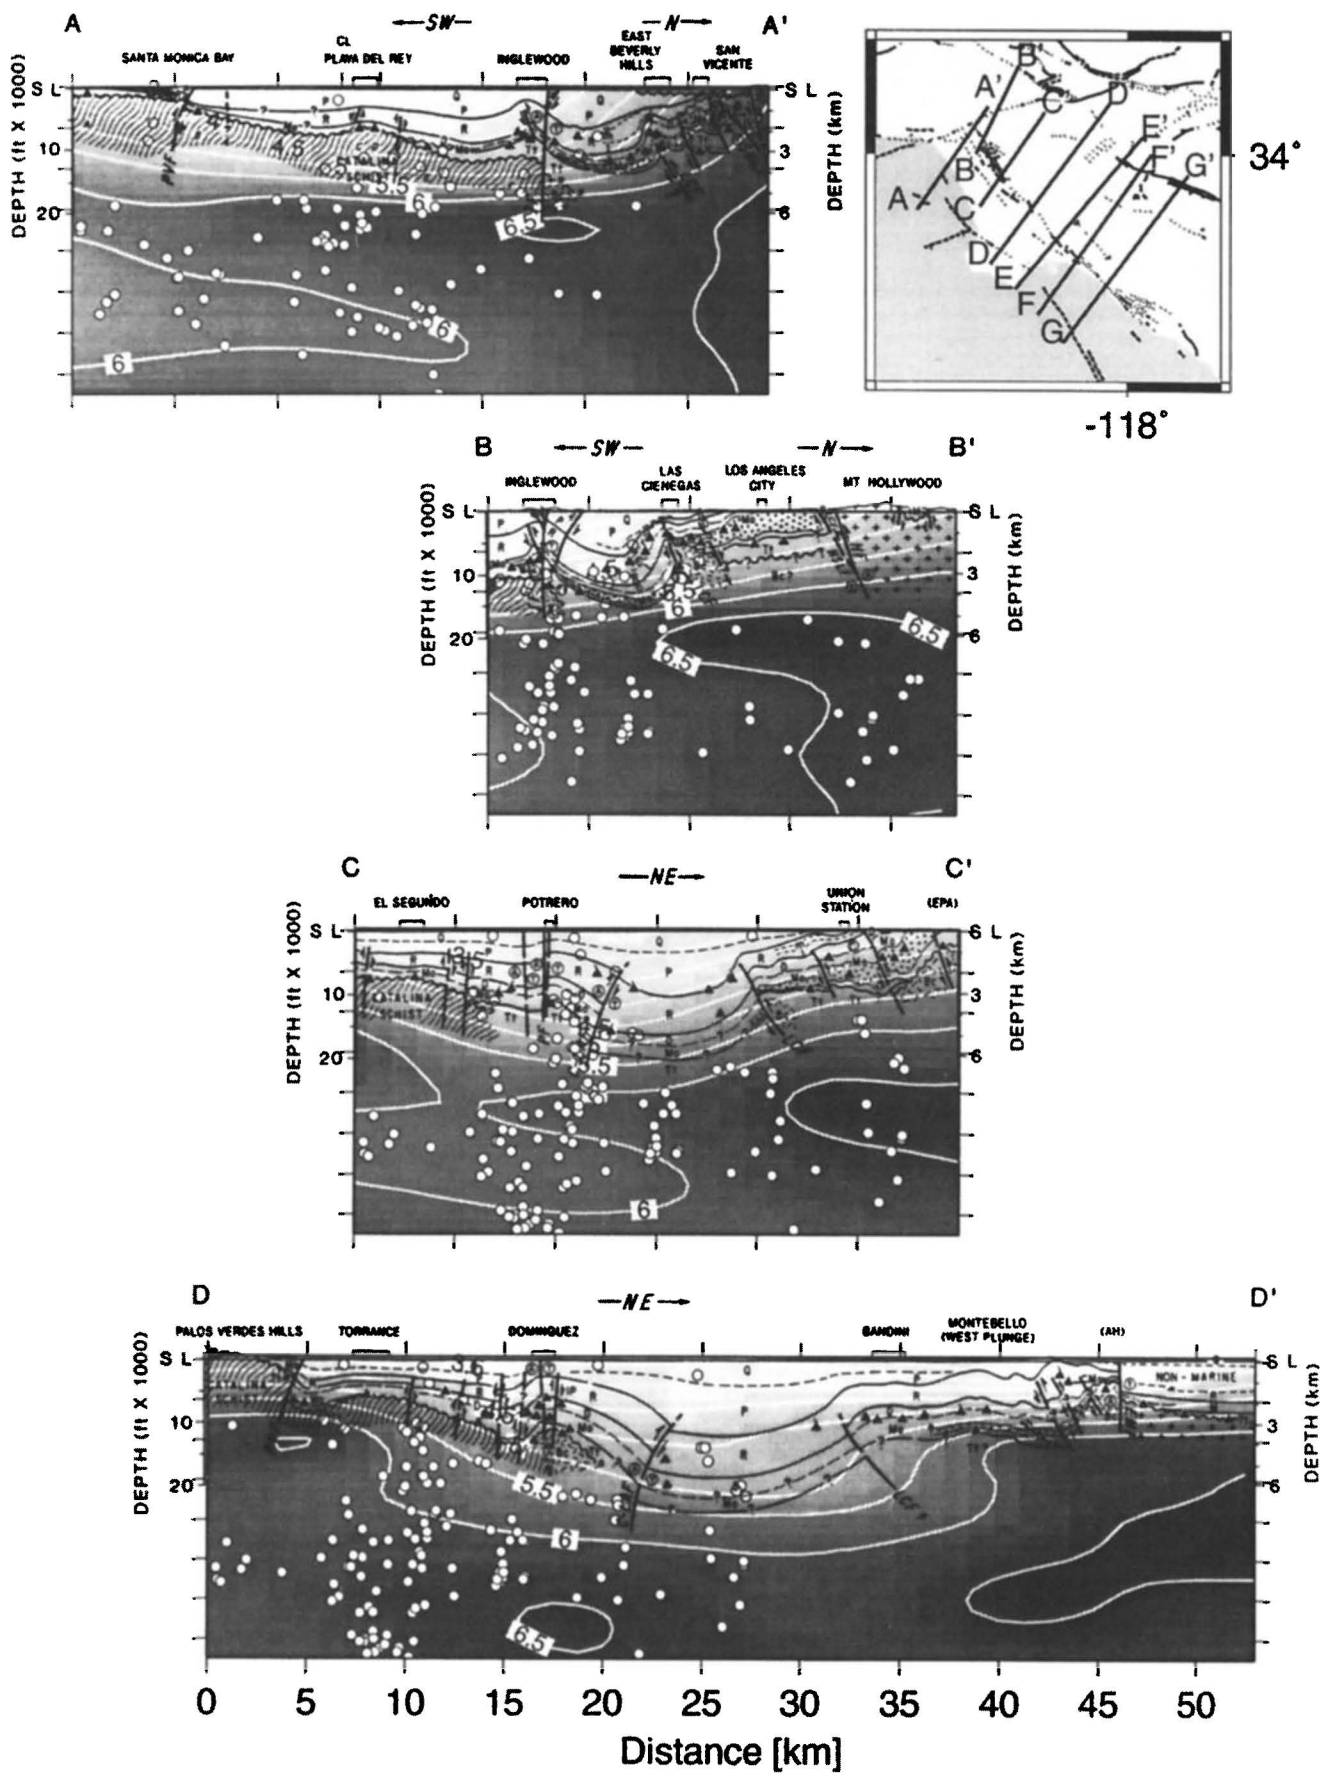 A
SW
N
A'
SANTA MONICA BAY
CL
PLAYA DEL REY
INGLEWOOD
EAST
BEVERLY
HILLS
SAN
VICENTE
DEPTH (ft X 1000)
S L
10
20
S L
3
6
DEPTH (km)
PVF
P
R
Q
P
R
Q
P
4.5
CATALINA
SCHIST
5.5
6
6.5
6
6
B'
A'
C'
D'
E'
F'
G'
B
A
C
D
E
F
G
34°
-118°
B
SW
N
B'
INGLEWOOD
LAS
CIENEGAS
LOS ANGELES
CITY
MT HOLLYWOOD
DEPTH (ft X 1000)
S L
10
20
S L
3
6
DEPTH (km)
P
R
Q
P
6
6.5
6.5
C
NE
C'
EL SEGUNDO
POTRERO
UNION
STATION
(EPA)
DEPTH (ft X 1000)
S L
10
20
S L
3
6
DEPTH (km)
Q
P
R
R
Q
P
R
R
CATALINA
SCHIST
5.5
6
D
NE
D'
PALOS VERDES HILLS
TORRANCE
DOMINGUEZ
BANDINI
MONTEBELLO
(WEST PLUNGE)
(AH)
DEPTH (ft X 1000)
S L
10
20
S L
3
6
DEPTH (km)
Q
P
R
P
R
NON-MARINE
5.5
6
6.5
0 5 10 15 20 25 30 35 40 45 50
Distance [km]